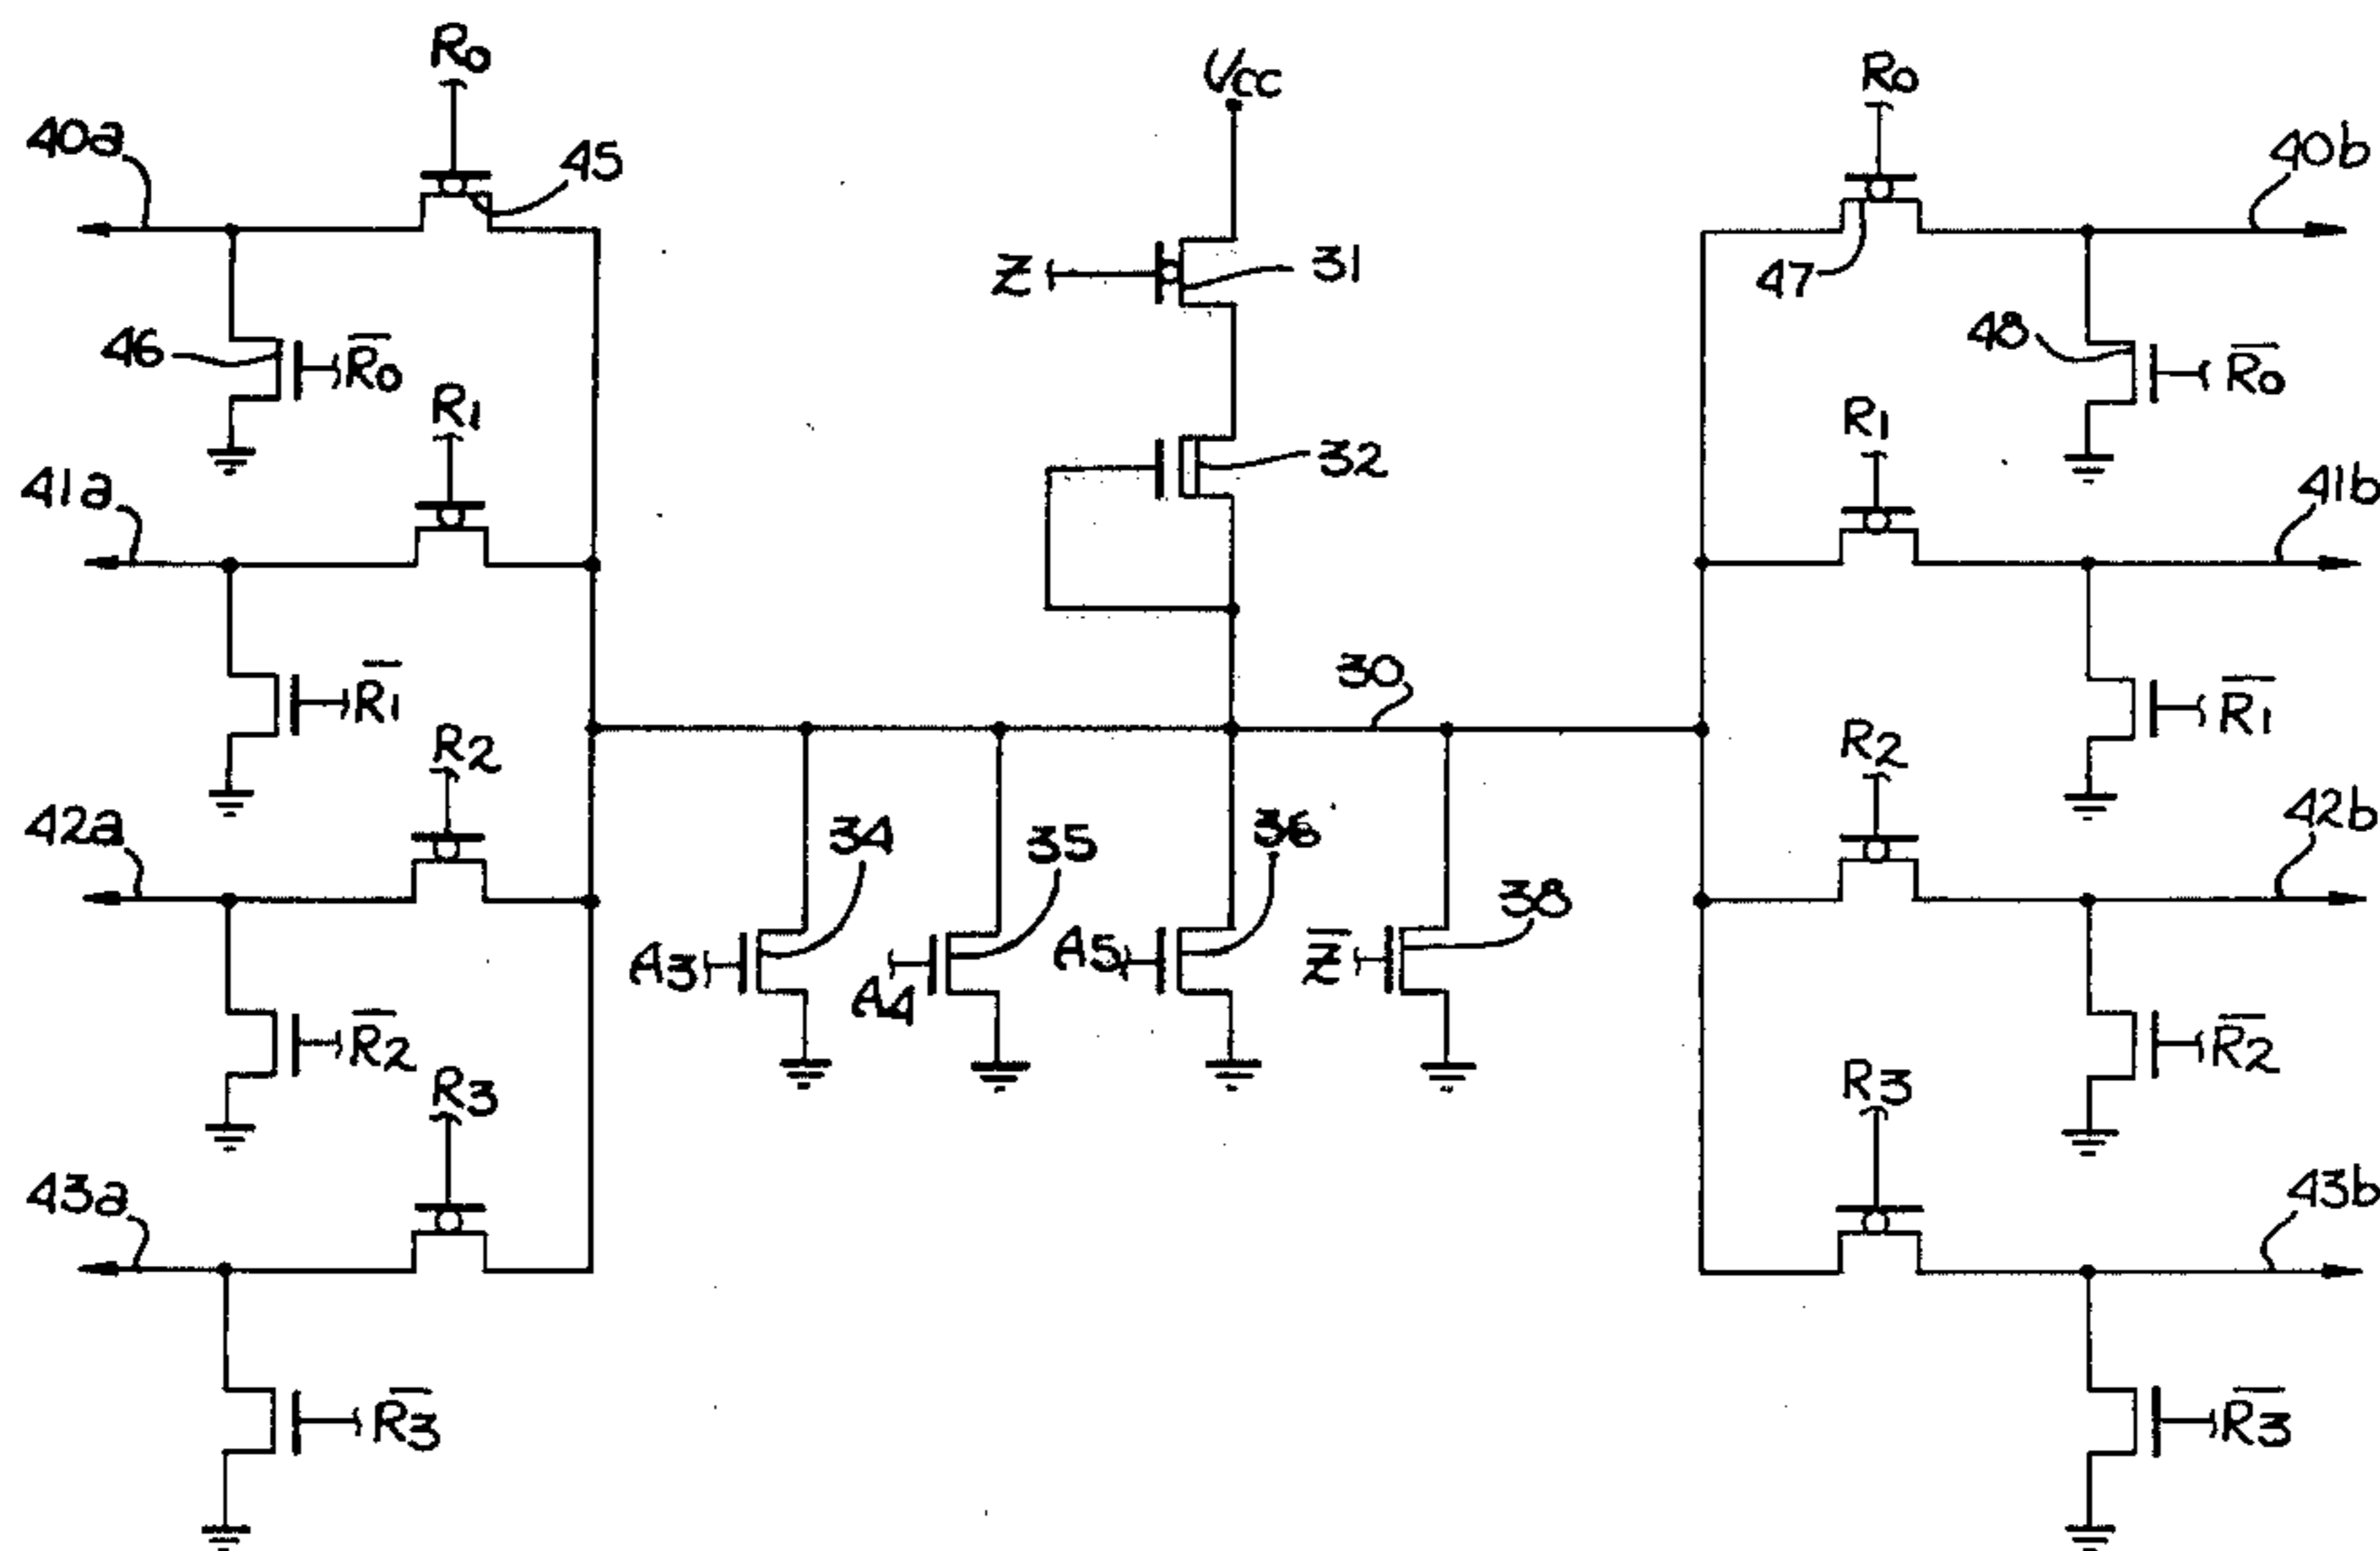 R0
Vcc
R0
40a
45
40b
Z
31
47
46
R̅0̅
48
R̅0̅
R1
R1
32
41a
41b
30
R̅1̅
R̅1̅
R2
R2
42a
34
35
36
42b
38
A3
A4
A5
Z̅
R̅2̅
R̅2̅
R3
R3
43a
43b
R̅3̅
R̅3̅